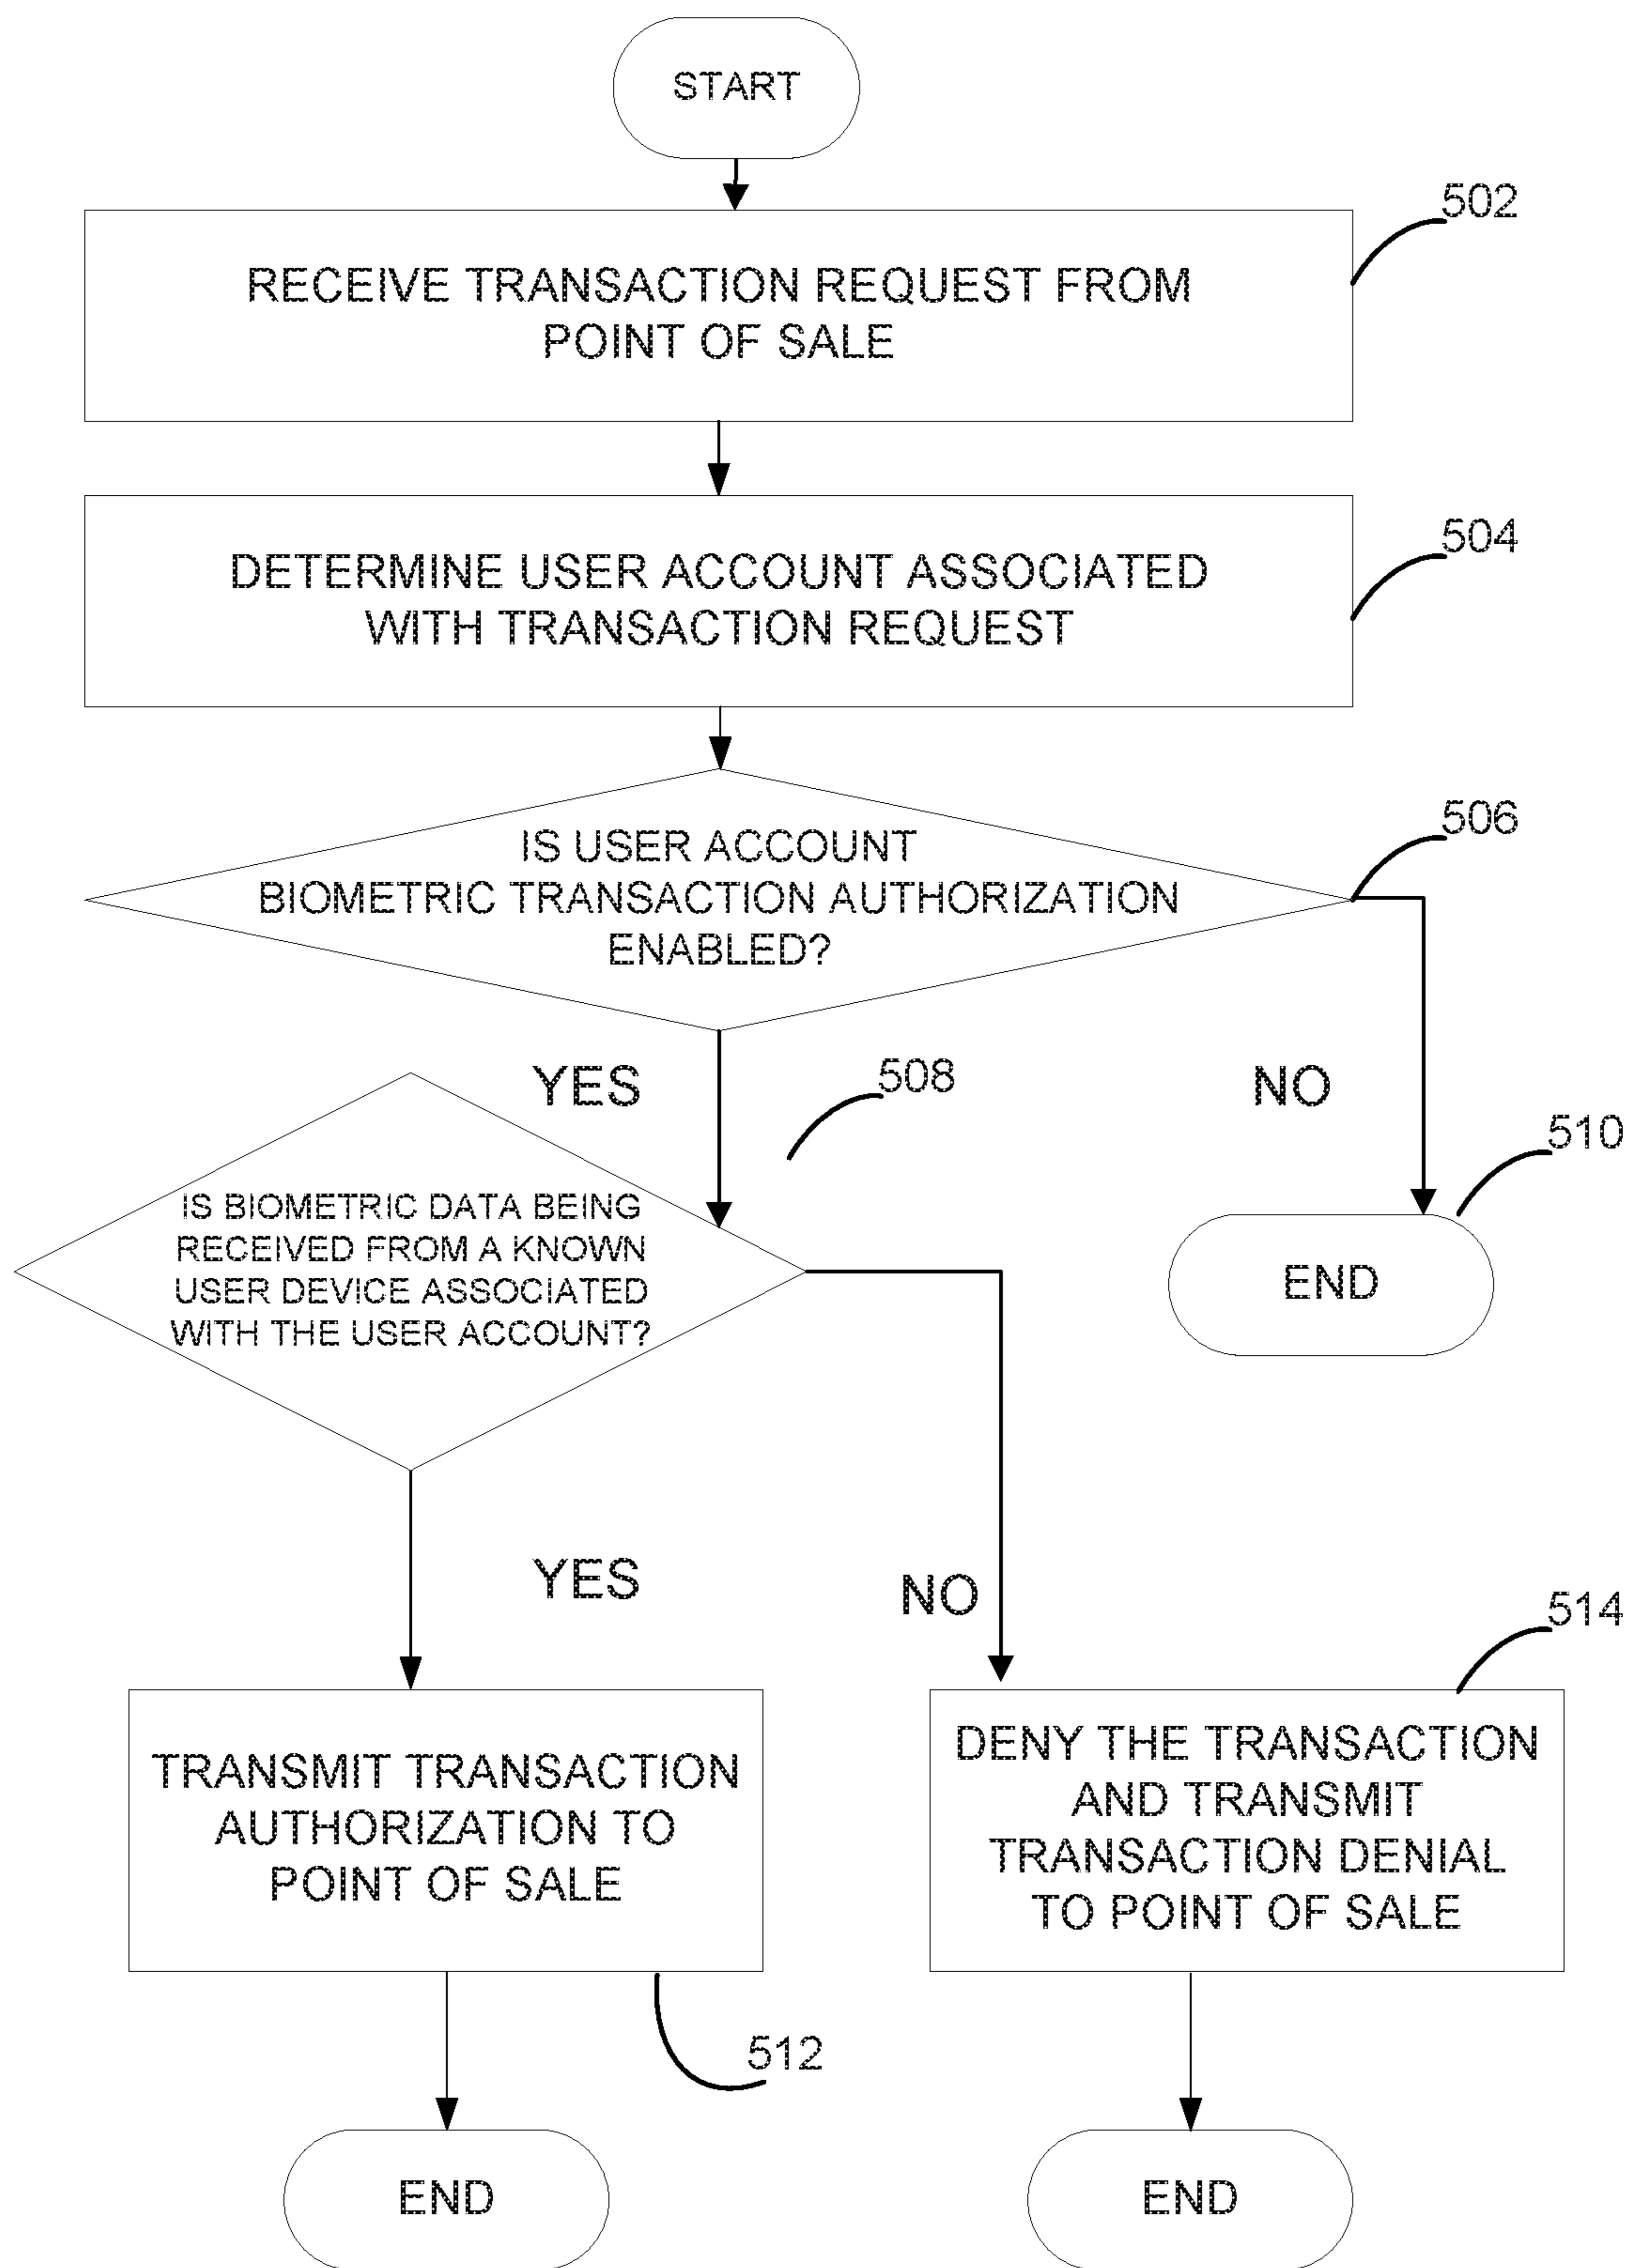 START
502
RECEIVE TRANSACTION REQUEST FROM
POINT OF SALE
504
DETERMINE USER ACCOUNT ASSOCIATED
WITH TRANSACTION REQUEST
506
IS USER ACCOUNT
BIOMETRIC TRANSACTION AUTHORIZATION
ENABLED?
YES
508
NO
510
IS BIOMETRIC DATA BEING
RECEIVED FROM A KNOWN
USER DEVICE ASSOCIATED
WITH THE USER ACCOUNT?
END
YES
NO
514
TRANSMIT TRANSACTION
AUTHORIZATION TO
POINT OF SALE
DENY THE TRANSACTION
AND TRANSMIT
TRANSACTION DENIAL
TO POINT OF SALE
512
END
END